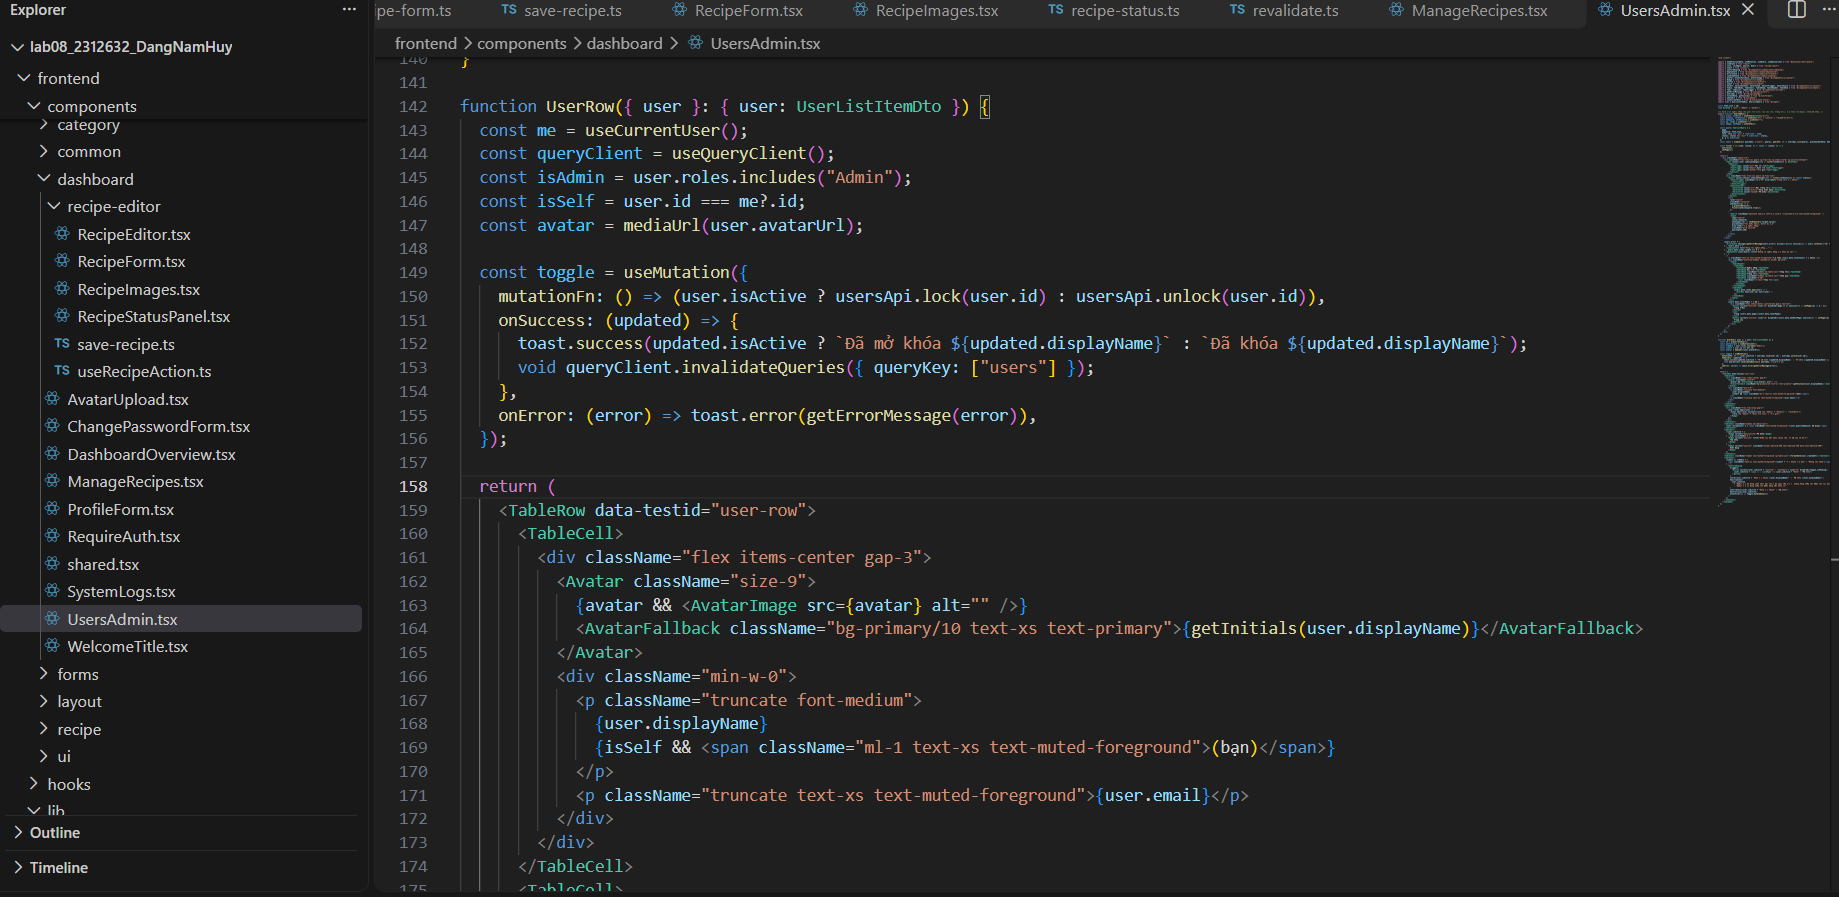 Explorer
lab08_2312632_DangNamHuy
frontend
components
category
common
dashboard
recipe-editor
RecipeEditor.tsx
RecipeForm.tsx
RecipeImages.tsx
RecipeStatusPanel.tsx
TS save-recipe.ts
TS useRecipeAction.ts
AvatarUpload.tsx
ChangePasswordForm.tsx
DashboardOverview.tsx
ManageRecipes.tsx
ProfileForm.tsx
RequireAuth.tsx
shared.tsx
SystemLogs.tsx
UsersAdmin.tsx
WelcomeTitle.tsx
forms
layout
recipe
ui
hooks
lib
Outline
Timeline
pe-form.ts TS save-recipe.ts RecipeForm.tsx RecipeImages.tsx TS recipe-status.ts TS revalidate.ts ManageRecipes.tsx UsersAdmin.tsx
frontend > components > dashboard > UsersAdmin.tsx
140 }
141
142 function UserRow({ user }: { user: UserListItemDto }) {
143 const me = useCurrentUser();
144 const queryClient = useQueryClient();
145 const isAdmin = user.roles.includes("Admin");
146 const isSelf = user.id === me?.id;
147 const avatar = mediaUrl(user.avatarUrl);
148
149 const toggle = useMutation({
150 mutationFn: () => (user.isActive ? usersApi.lock(user.id) : usersApi.unlock(user.id)),
151 onSuccess: (updated) => {
152 toast.success(updated.isActive ? `Đã mở khóa ${updated.displayName}` : `Đã khóa ${updated.displayName}`);
153 void queryClient.invalidateQueries({ queryKey: ["users"] });
154 },
155 onError: (error) => toast.error(getErrorMessage(error)),
156 });
157
158 return (
159 <TableRow data-testid="user-row">
160 <TableCell>
161 <div className="flex items-center gap-3">
162 <Avatar className="size-9">
163 {avatar && <AvatarImage src={avatar} alt="" />}
164 <AvatarFallback className="bg-primary/10 text-xs text-primary">{getInitials(user.displayName)}</AvatarFallback>
165 </Avatar>
166 <div className="min-w-0">
167 <p className="truncate font-medium">
168 {user.displayName}
169 {isSelf && <span className="ml-1 text-xs text-muted-foreground">(bạn)</span>}
170 </p>
171 <p className="truncate text-xs text-muted-foreground">{user.email}</p>
172 </div>
173 </div>
174 </TableCell>
175 <TableCell>